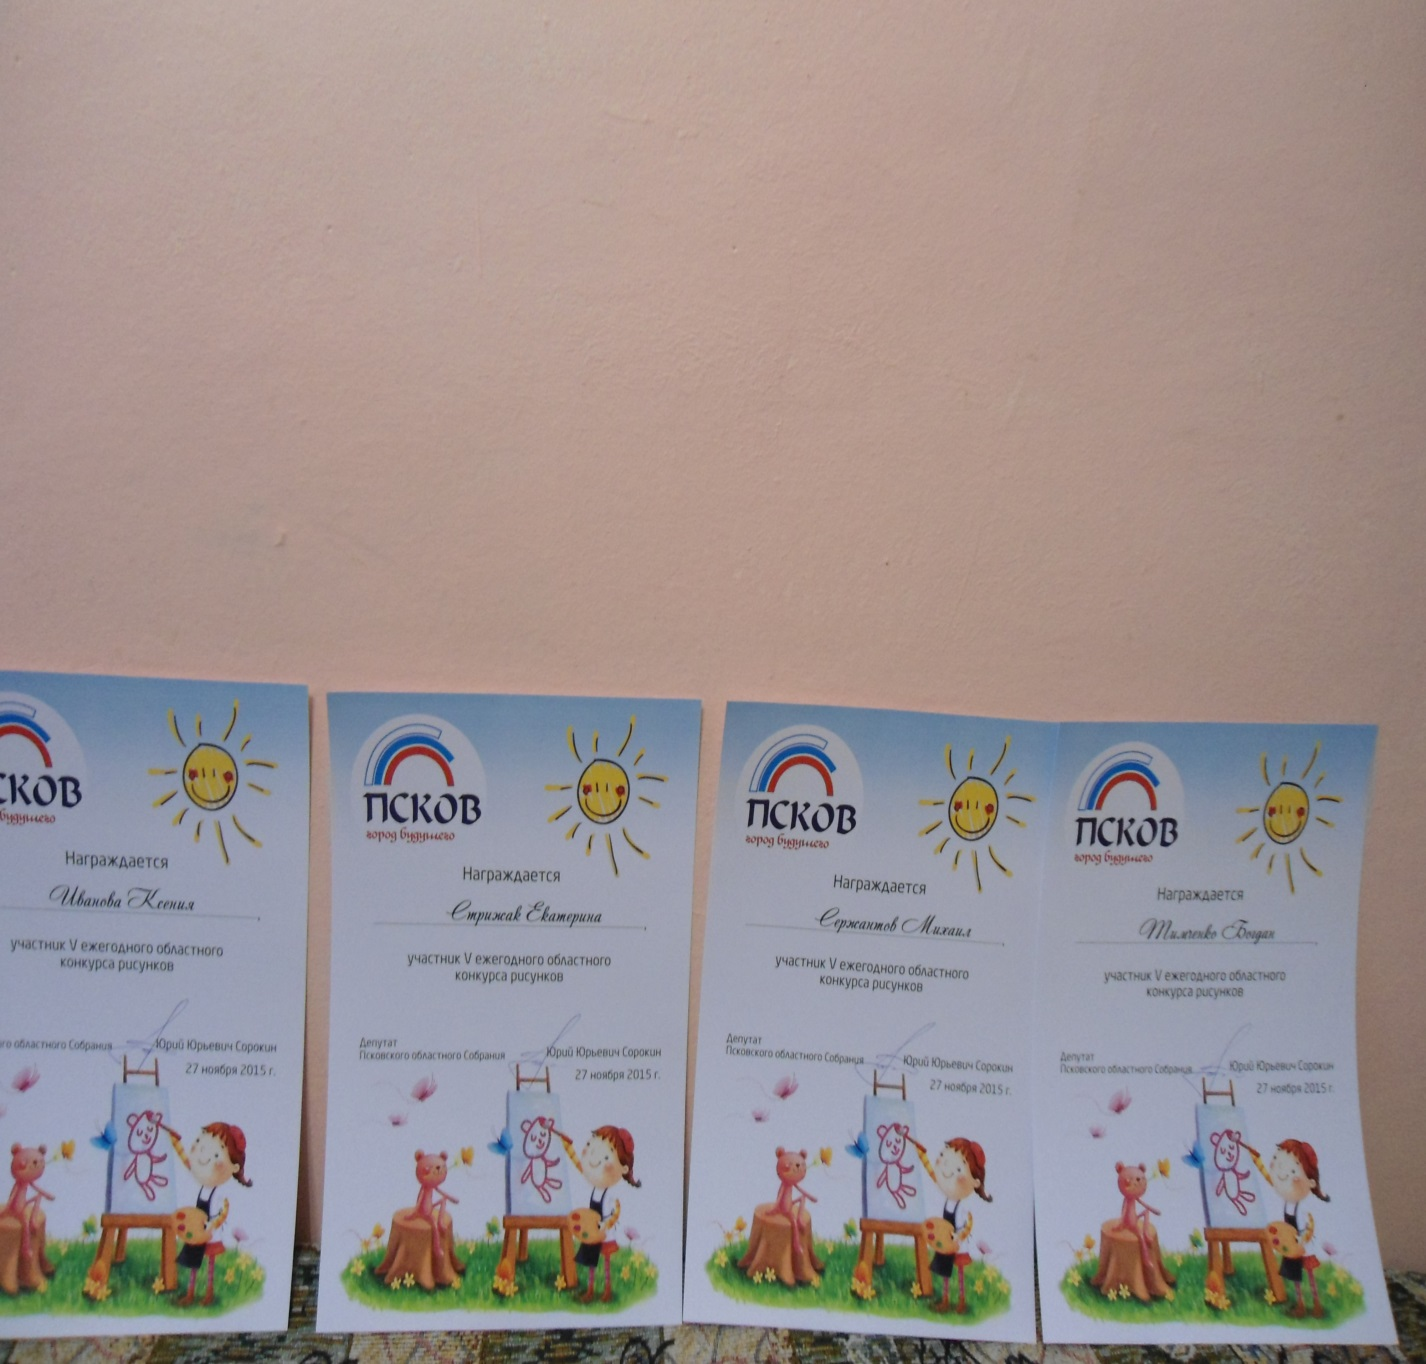 СКОВ
будущего
Награждается
Иванова Ксения
участник V ежегодного областного
конкурса рисунков
областного Собрания
Юрий Юрьевич Сорокин
27 ноября 2015 г.
ПСКОВ
город будущего
Награждается
Стрижак Екатерина
участник V ежегодного областного
конкурса рисунков
Депутат
Псковского областного Собрания
Юрий Юрьевич Сорокин
27 ноября 2015 г.
ПСКОВ
город будущего
Награждается
Сержантов Михаил
участник V ежегодного областного
конкурса рисунков
Депутат
Псковского областного Собрания
Юрий Юрьевич Сорокин
27 ноября 2015 г.
ПСКОВ
город будущего
Награждается
Тимченко Богдан
участник V ежегодного областного
конкурса рисунков
Депутат
Псковского областного Собрания
Юрий Юрьевич Сорокин
27 ноября 2015 г.